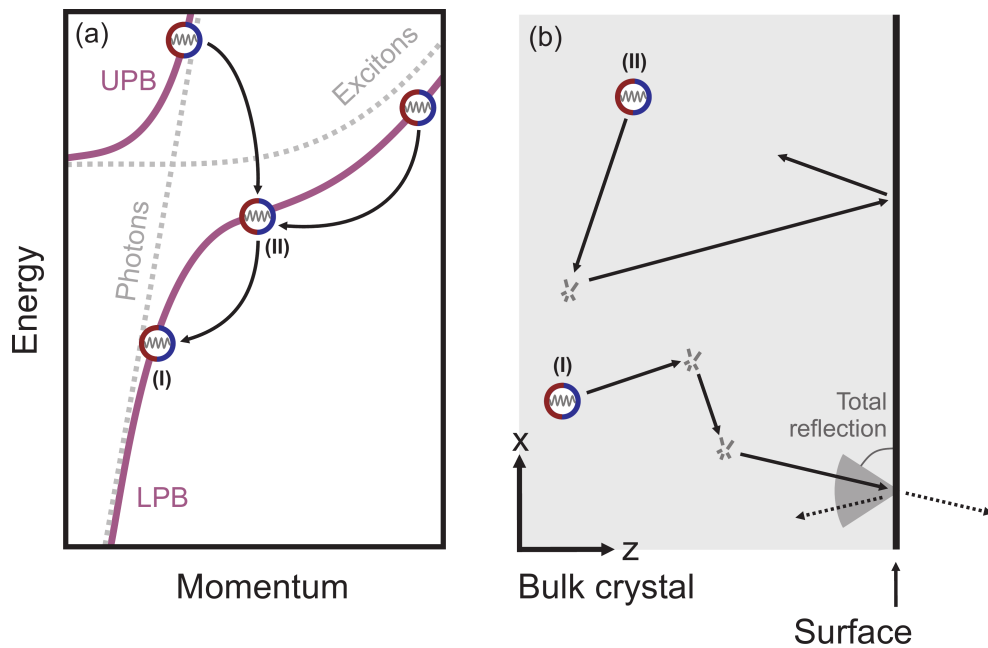 (a)
UPB
Photons
Excitons
(II)
(I)
LPB
Energy
Momentum
(b)
(II)
(I)
Total
reflection
x
z
Bulk crystal
Surface